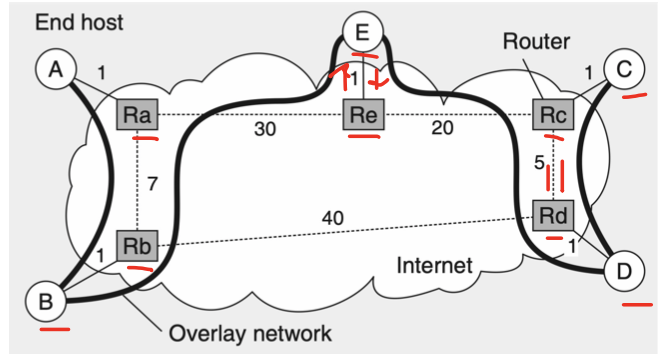 End host
E
Router
A
1
1
1
C
Ra
Re
Rc
30
20
5
7
40
Rd
Rb
1
1
Internet
B
D
Overlay network